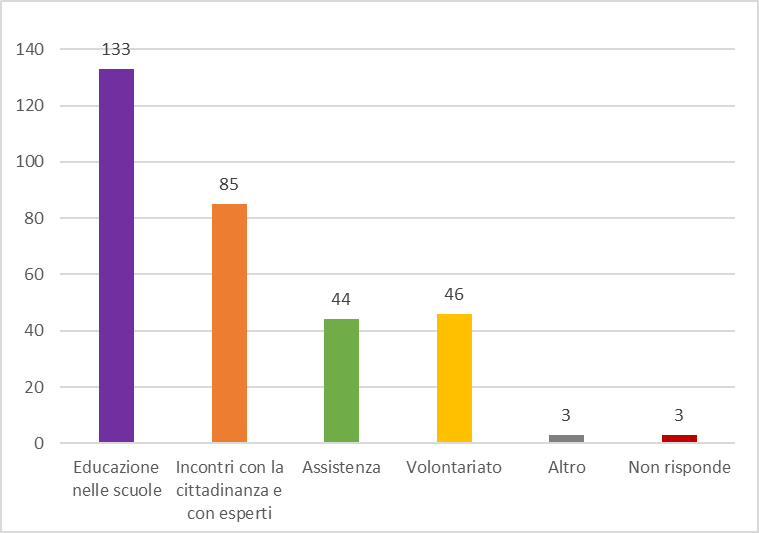 140
120
100
80
60
40
20
0
133
85
44
46
3
3
Educazione
nelle scuole
Incontri con la
cittadinanza e
con esperti
Assistenza
Volontariato
Altro
Non risponde